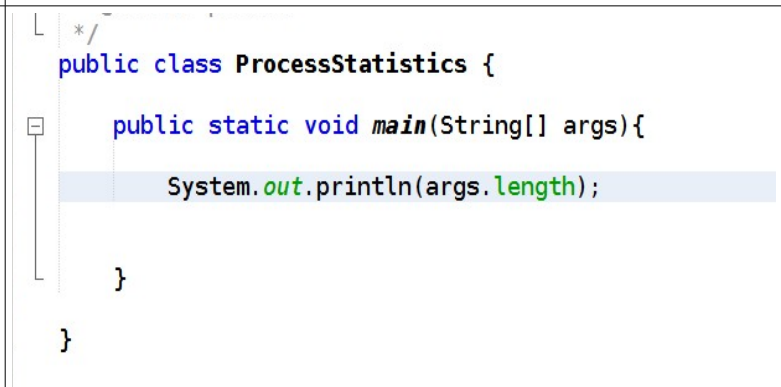 */
public class ProcessStatistics {
public static void main(String[] args){
System.out.println(args.length);
}
}